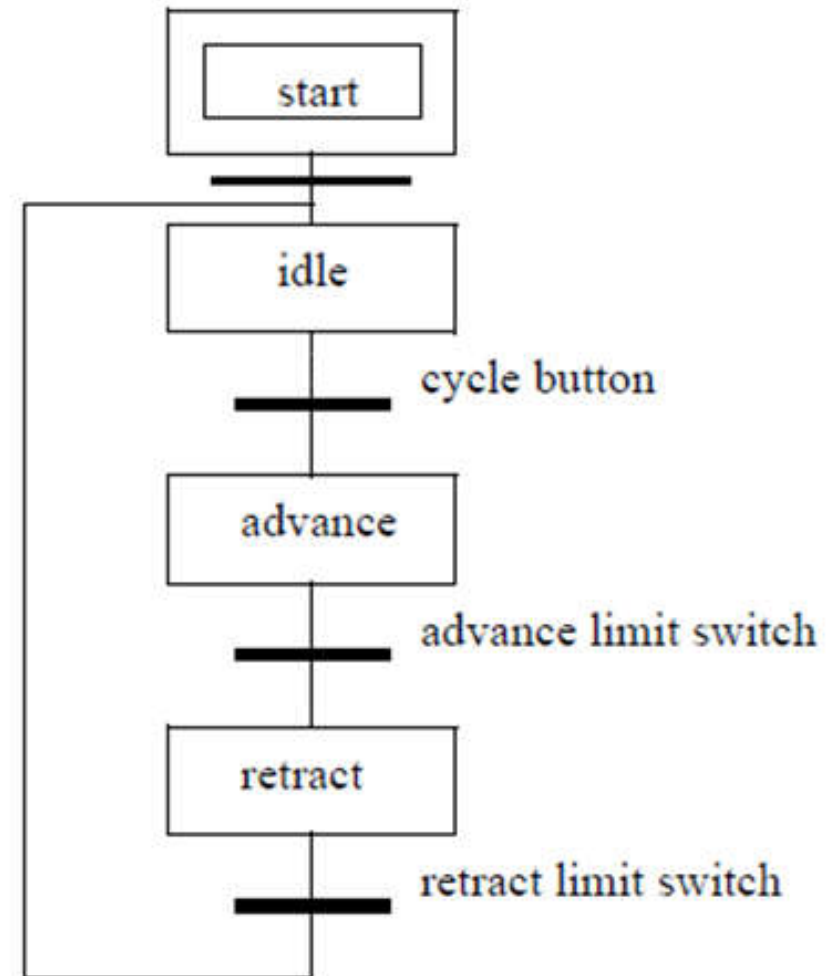 start
idle
cycle button
advance
advance limit switch
retract
retract limit switch